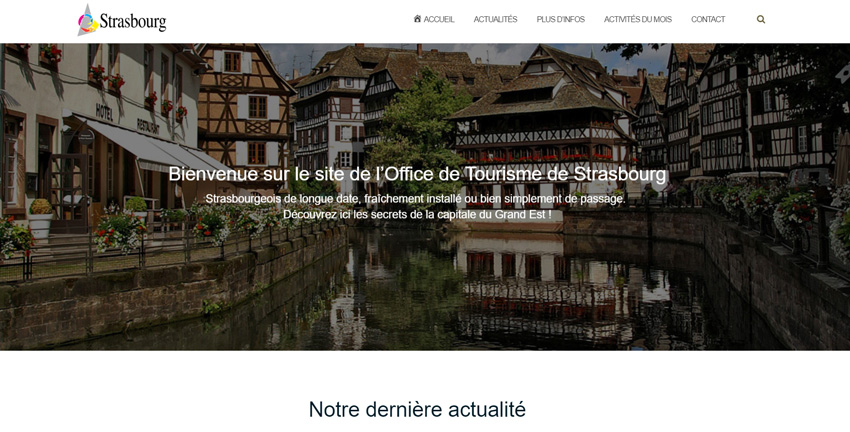 Strasbourg
ACCUEIL ACTUALITÉS PLUS D'INFOS ACTIVITÉS DU MOIS CONTACT
HOTEL
RESTAURANT
Bienvenue sur le site de l'Office de Tourisme de Strasbourg
Strasbourgeois de longue date, fraîchement installé ou bien simplement de passage.
Découvrez ici les secrets de la capitale du Grand Est !
Notre dernière actualité